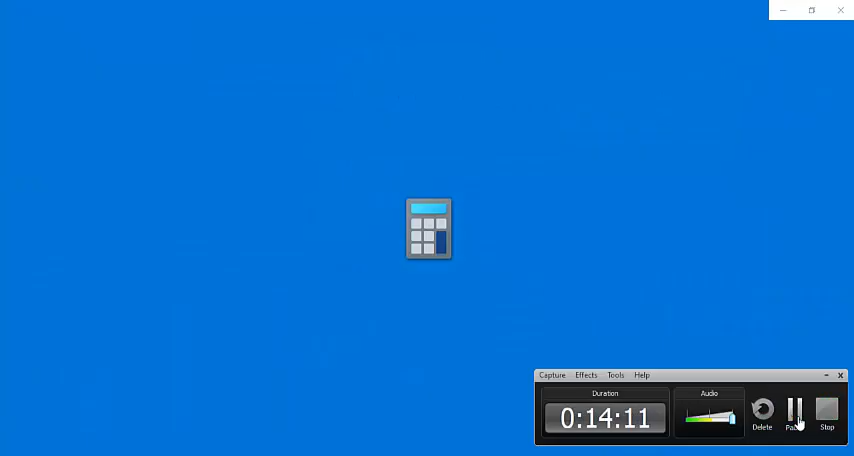 Capture Effects Tools Help
Duration
Audio
0:14:11
Delete
Stop